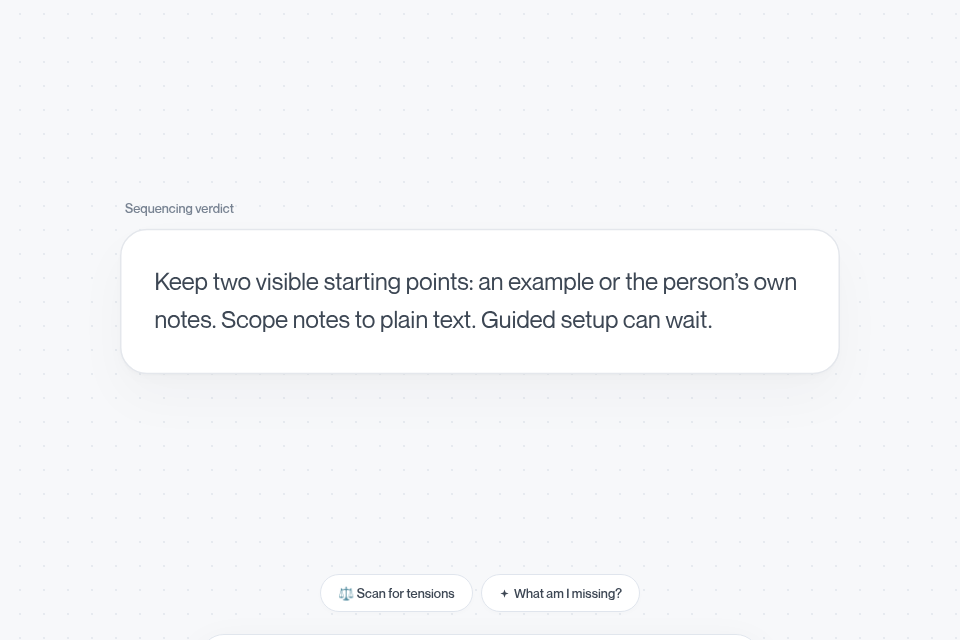 Sequencing verdict
Keep two visible starting points: an example or the person’s own
notes. Scope notes to plain text. Guided setup can wait.
⚖️ Scan for tensions
✦ What am I missing?